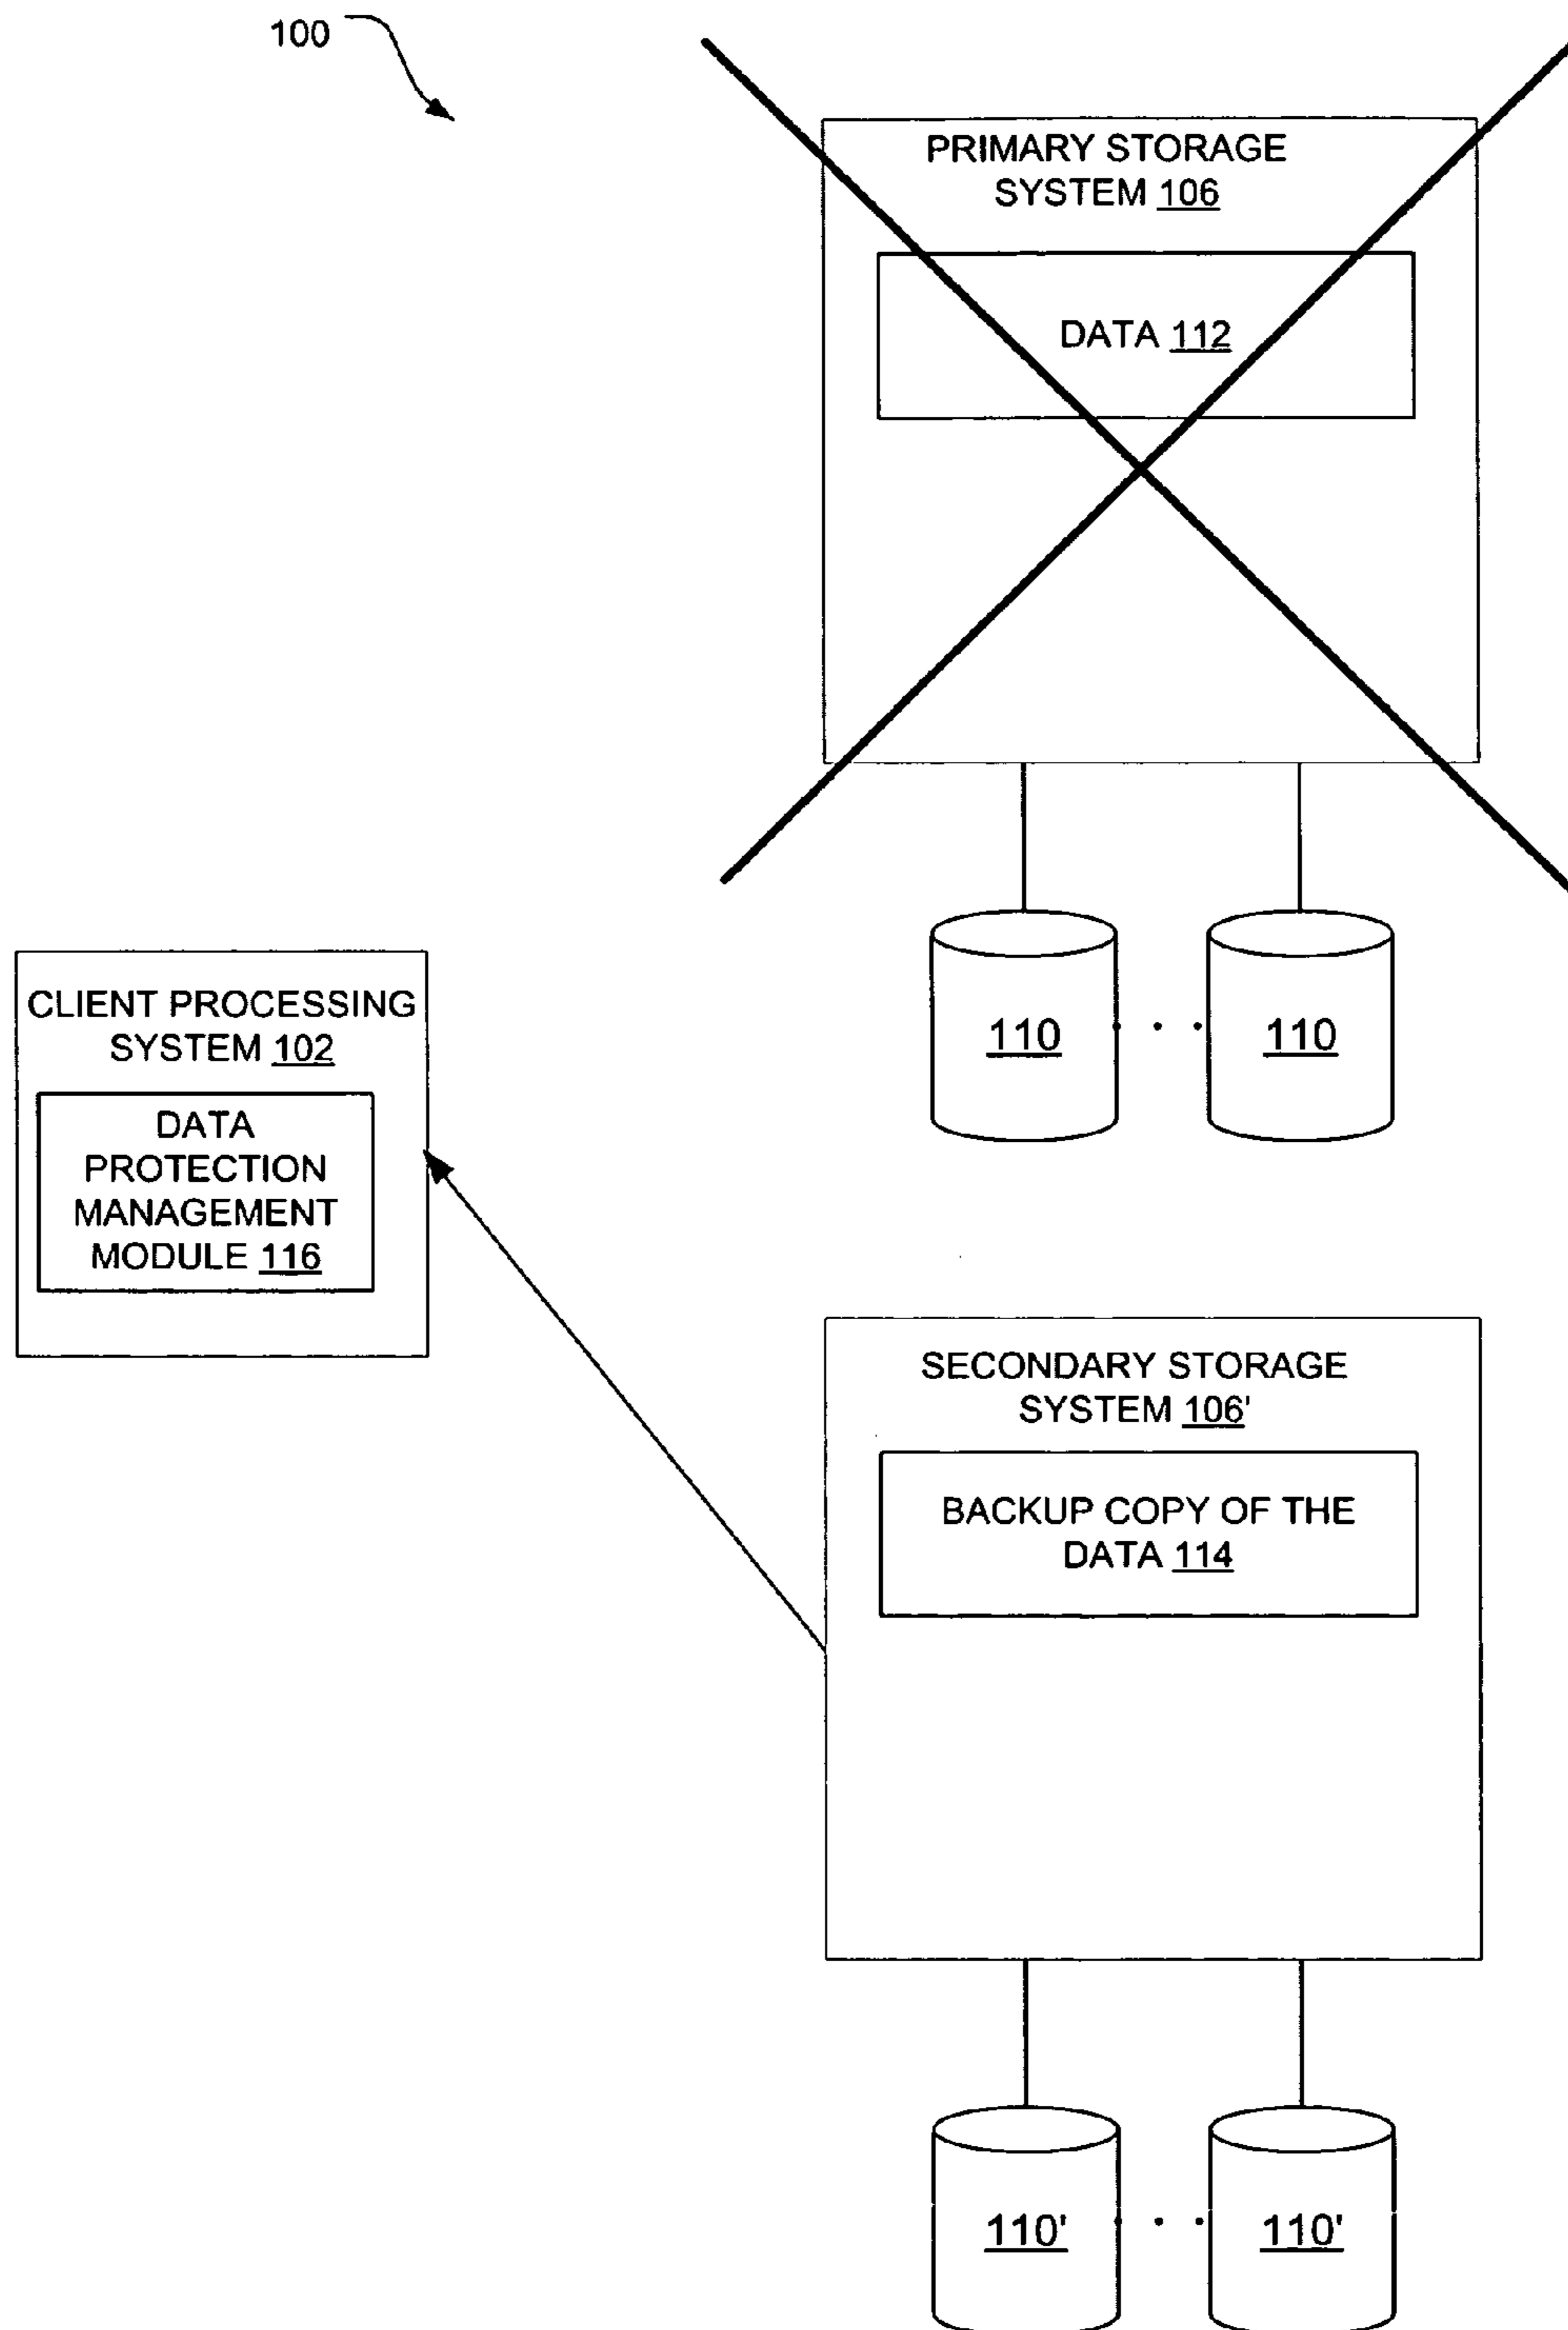 100
PRIMARY STORAGE
SYSTEM 106
DATA 112
110
110
CLIENT PROCESSING
SYSTEM 102
DATA
PROTECTION
MANAGEMENT
MODULE 116
SECONDARY STORAGE
SYSTEM 106'
BACKUP COPY OF THE
DATA 114
110'
110'